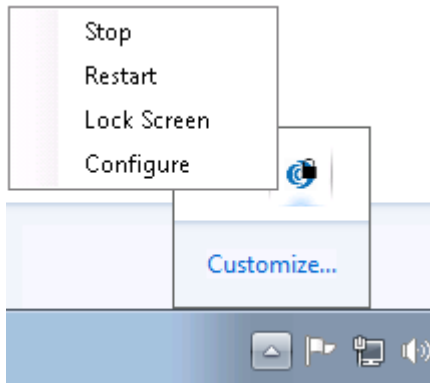 Stop
Restart
Lock Screen
Configure
Customize...